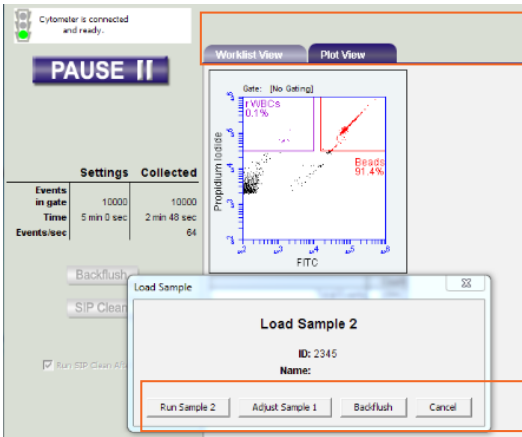 Cytometer is connected
and ready.
PAUSE
Worklist View
Plot View
Gate: [No Gating]
rWBCs
0.1%
Beads
91.4%
Propidium Iodide
FITC
Settings Collected
Events
in gate 10000 10000
Time 5 min 0 sec 2 min 48 sec
Events/sec 64
Backflush
SIP Clean
Run SIP Clean
Load Sample
Load Sample 2
ID: 2345
Name:
Run Sample 2
Adjust Sample 1
Backflush
Cancel